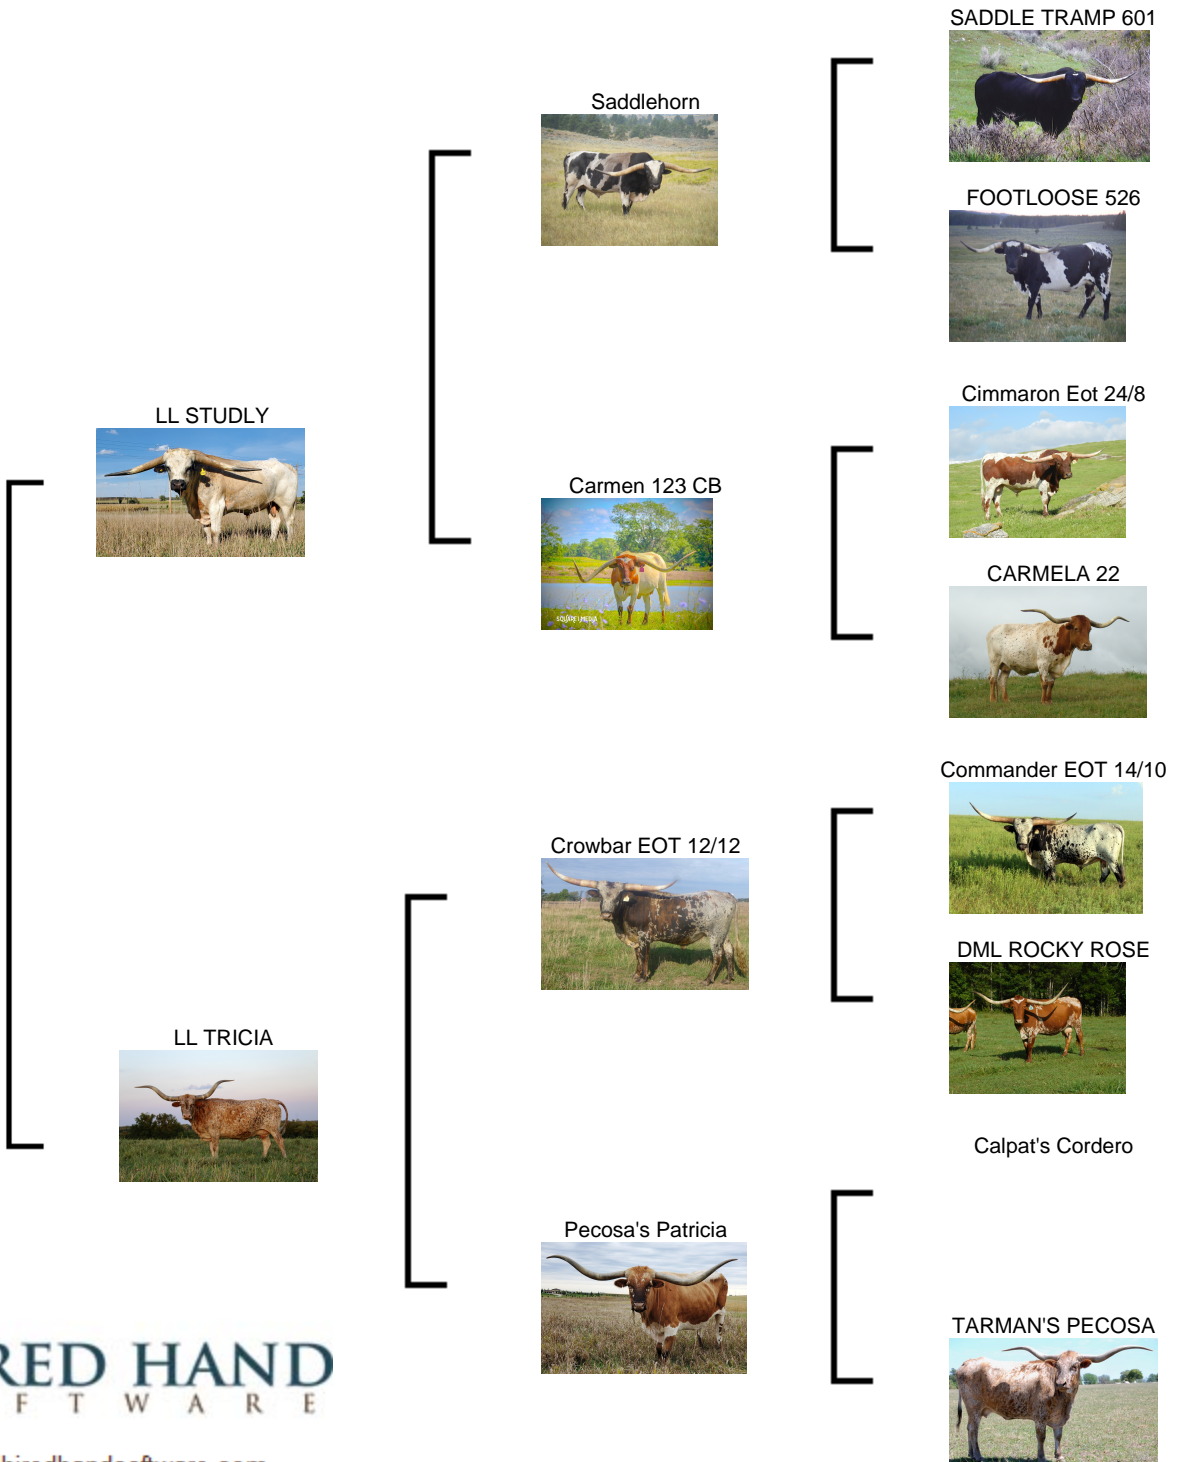 SADDLE TRAMP 601
Saddlehorn
FOOTLOOSE 526
Cimmaron Eot 24/8
LL STUDLY
Carmen 123 CB
SQUARE1 MEDIA
CARMELA 22
Commander EOT 14/10
Crowbar EOT 12/12
DML ROCKY ROSE
LL TRICIA
Calpat's Cordero
Pecosa's Patricia
TARMAN'S PECOSA
RED HAND
F T W A R E